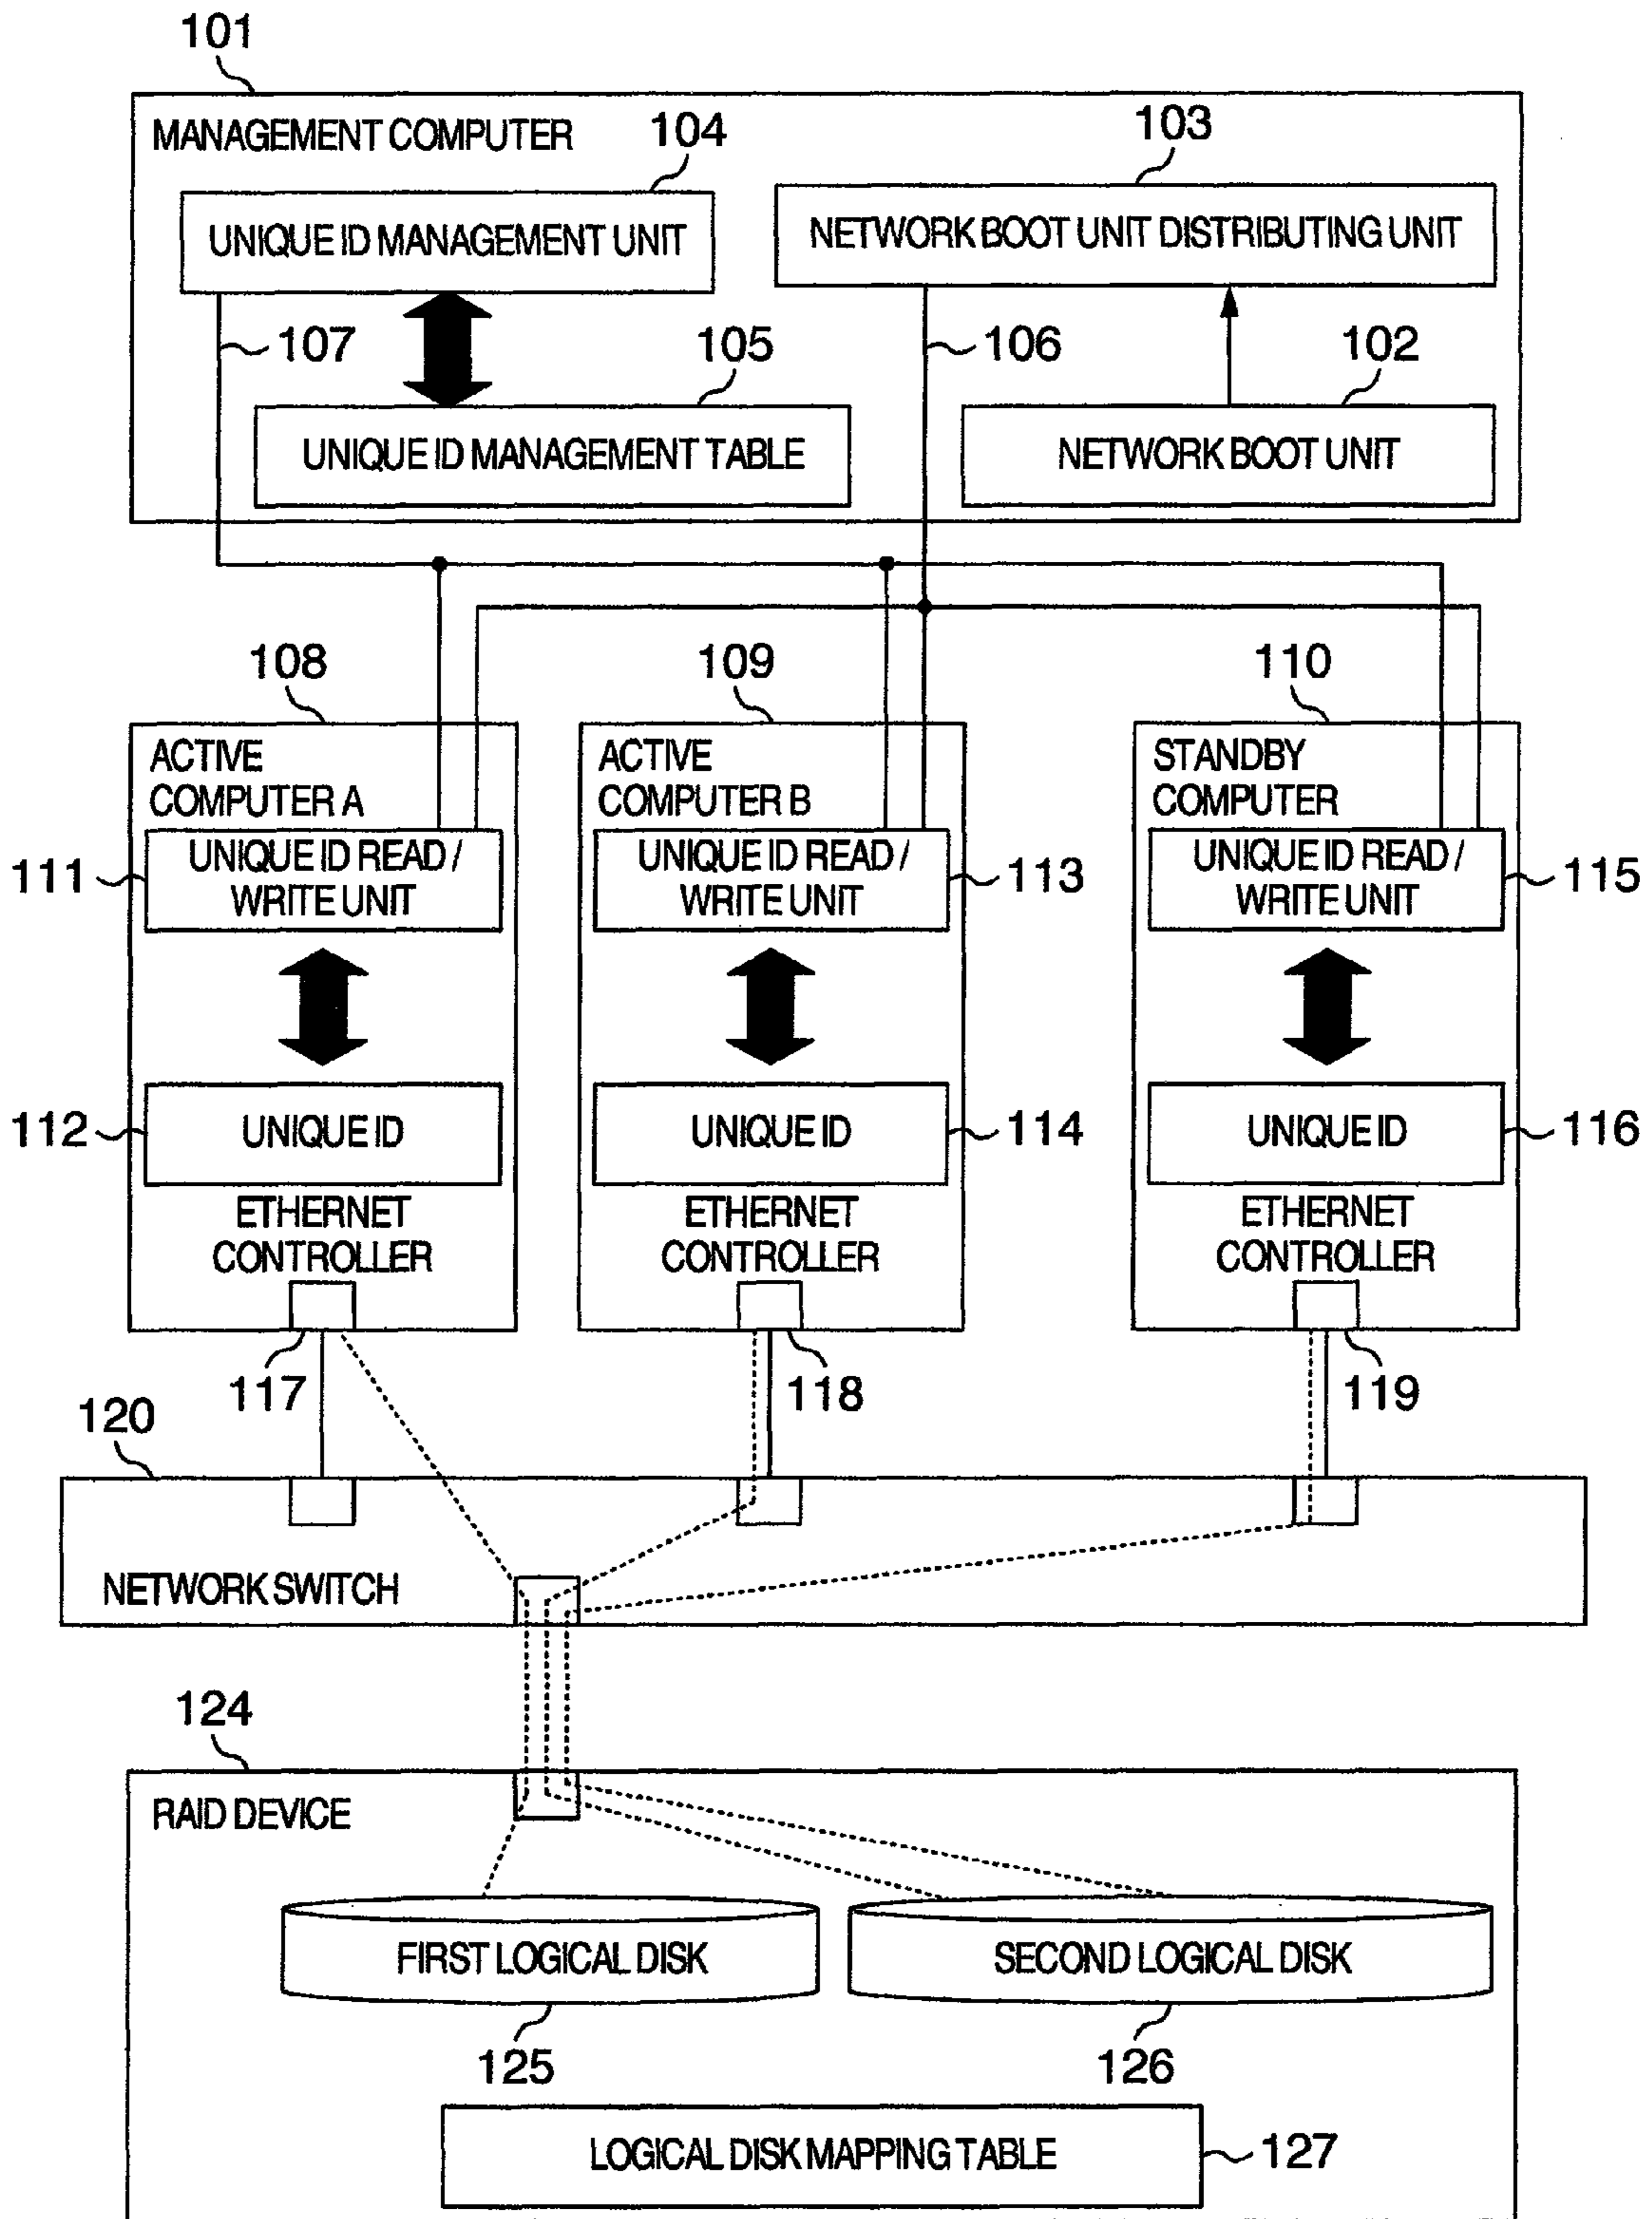 101
MANAGEMENT COMPUTER
104
103
UNIQUE ID MANAGEMENT UNIT
NETWORK BOOT UNIT DISTRIBUTING UNIT
107
105
106
102
UNIQUE ID MANAGEMENT TABLE
NETWORK BOOT UNIT
108
109
110
ACTIVE
COMPUTER A
ACTIVE
COMPUTER B
STANDBY
COMPUTER
111
UNIQUE ID READ /
WRITE UNIT
UNIQUE ID READ /
WRITE UNIT
113
UNIQUE ID READ /
WRITE UNIT
115
112
UNIQUE ID
UNIQUE ID
114
UNIQUE ID
116
ETHERNET
CONTROLLER
ETHERNET
CONTROLLER
ETHERNET
CONTROLLER
117
118
119
120
NETWORK SWITCH
124
RAID DEVICE
FIRST LOGICAL DISK
SECOND LOGICAL DISK
125
126
LOGICAL DISK MAPPING TABLE
127